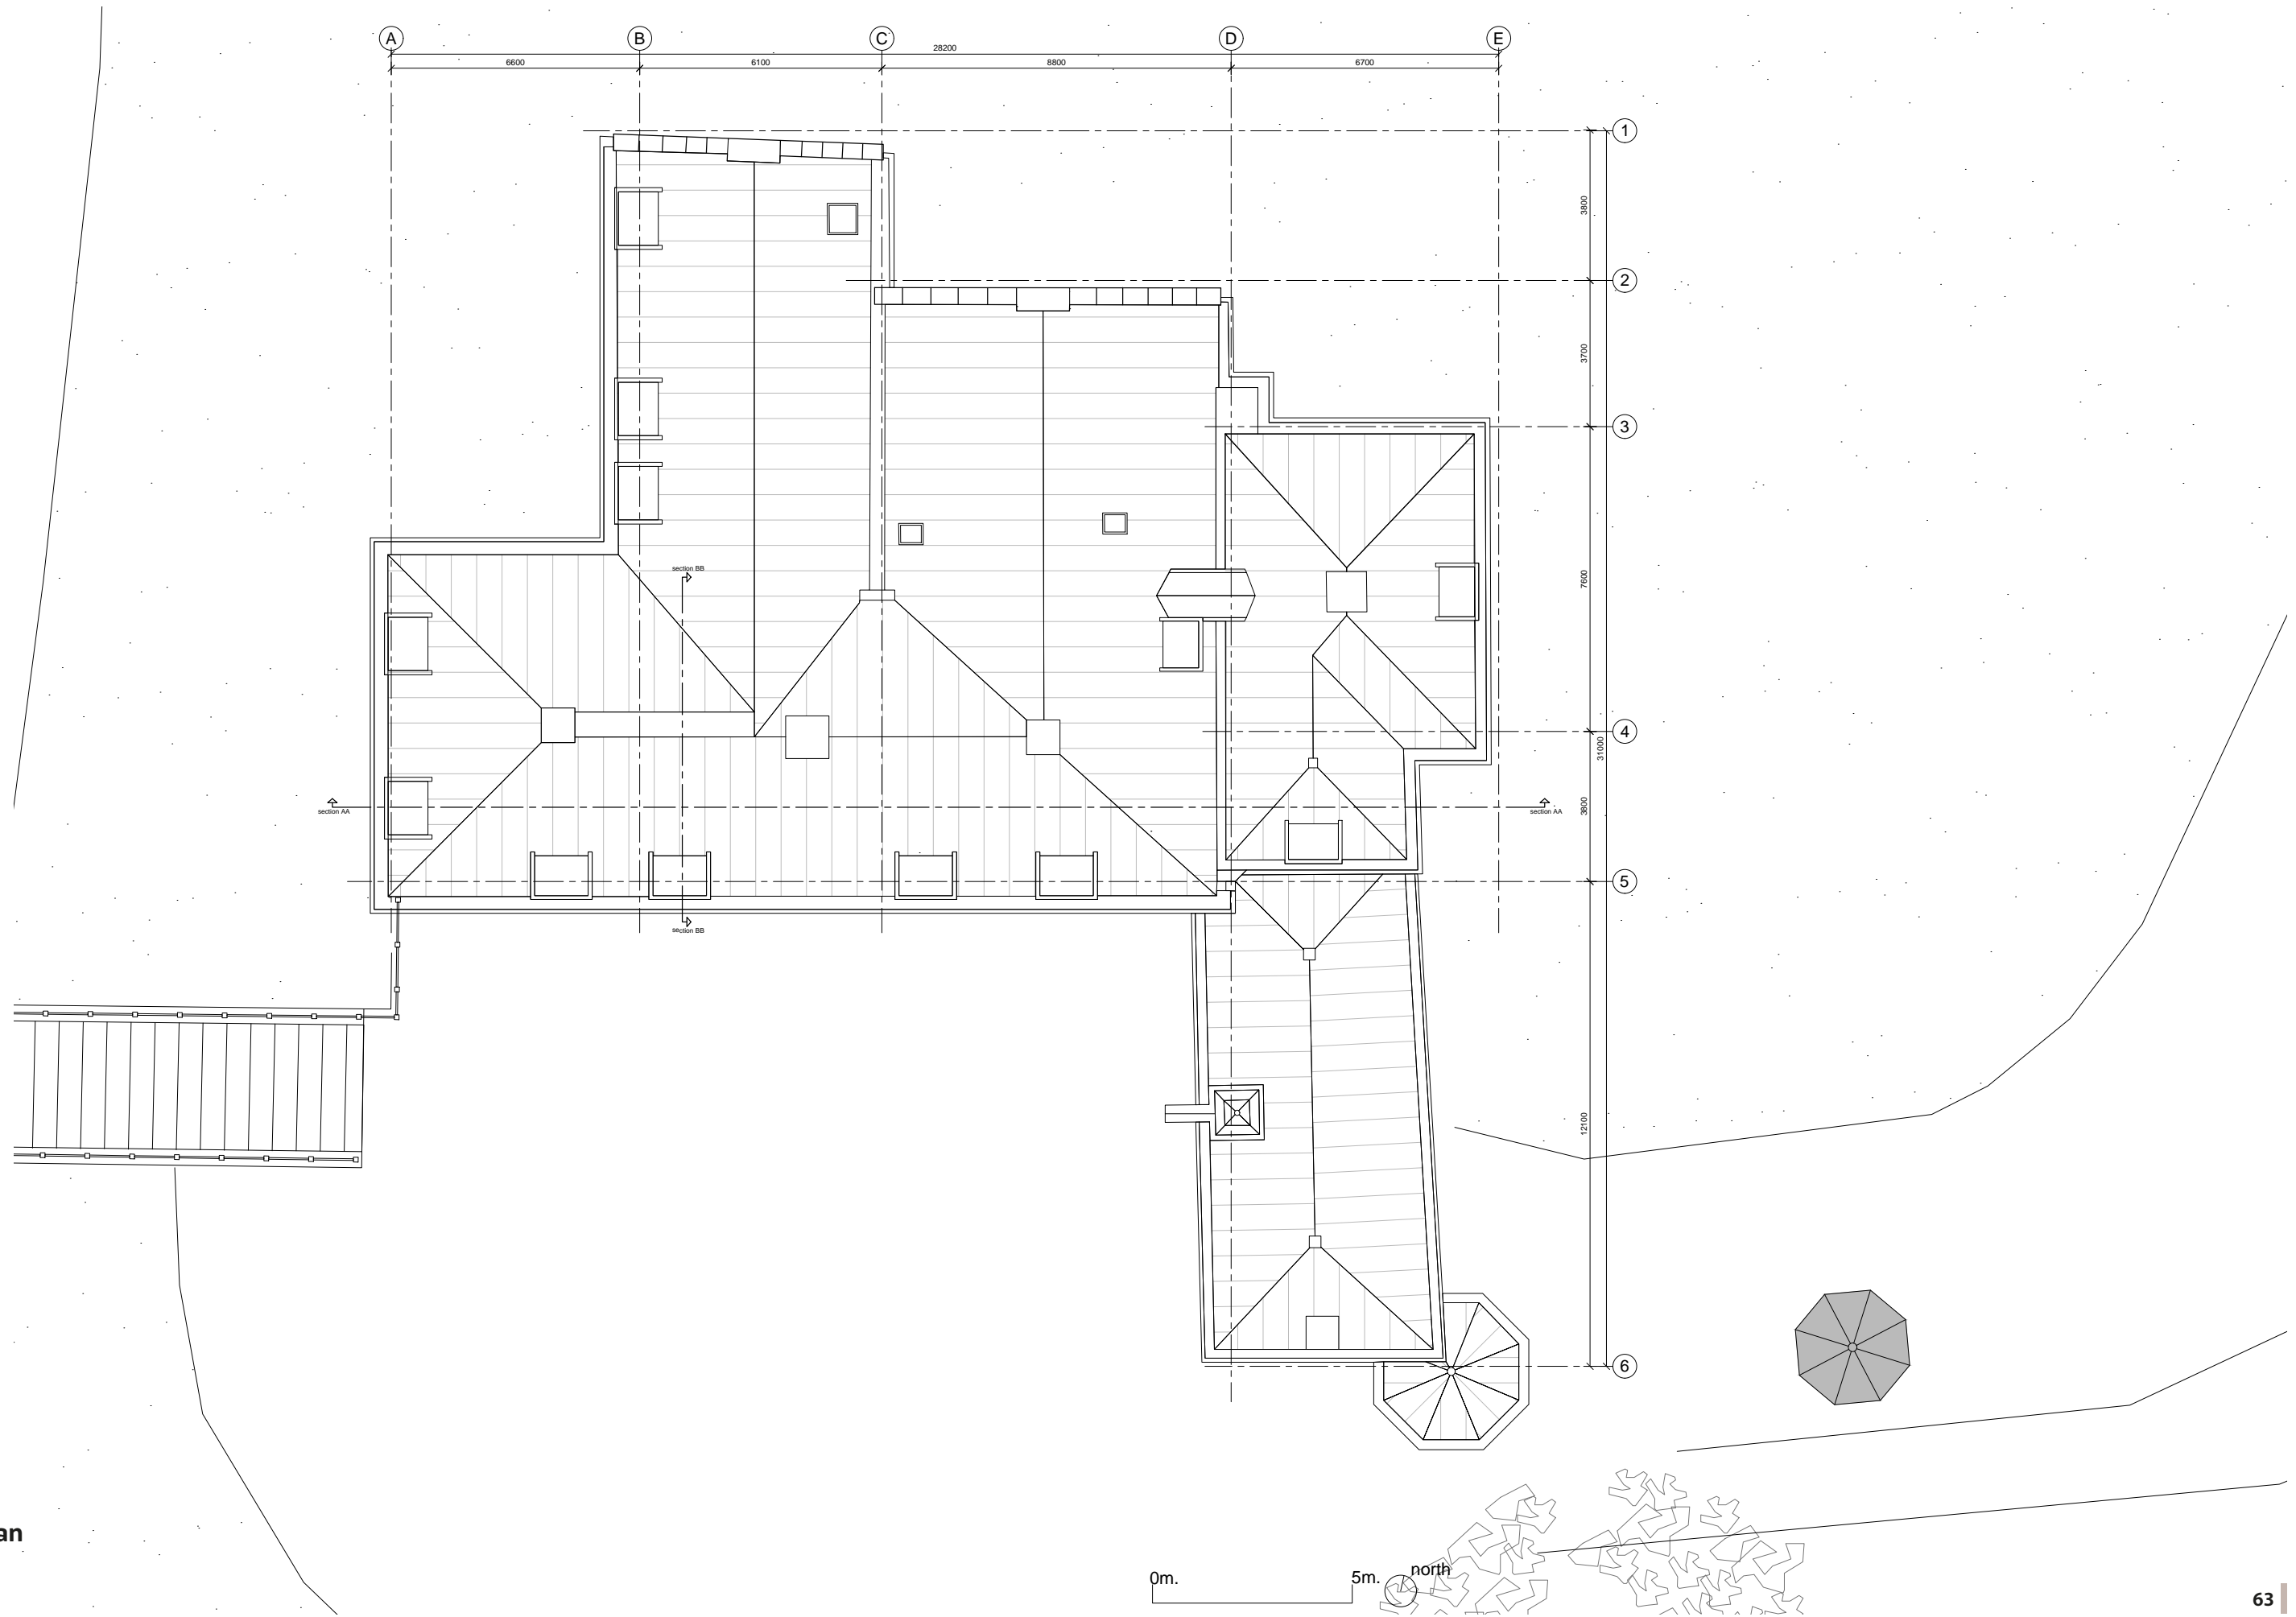 A B C D E
28200
6600 6100 8800 6700
1
3800
2
3700
3
section BB
7600
4
31000
section AA
3800
section AA
5
section BB
12100
6
an
0m. 5m. north
63